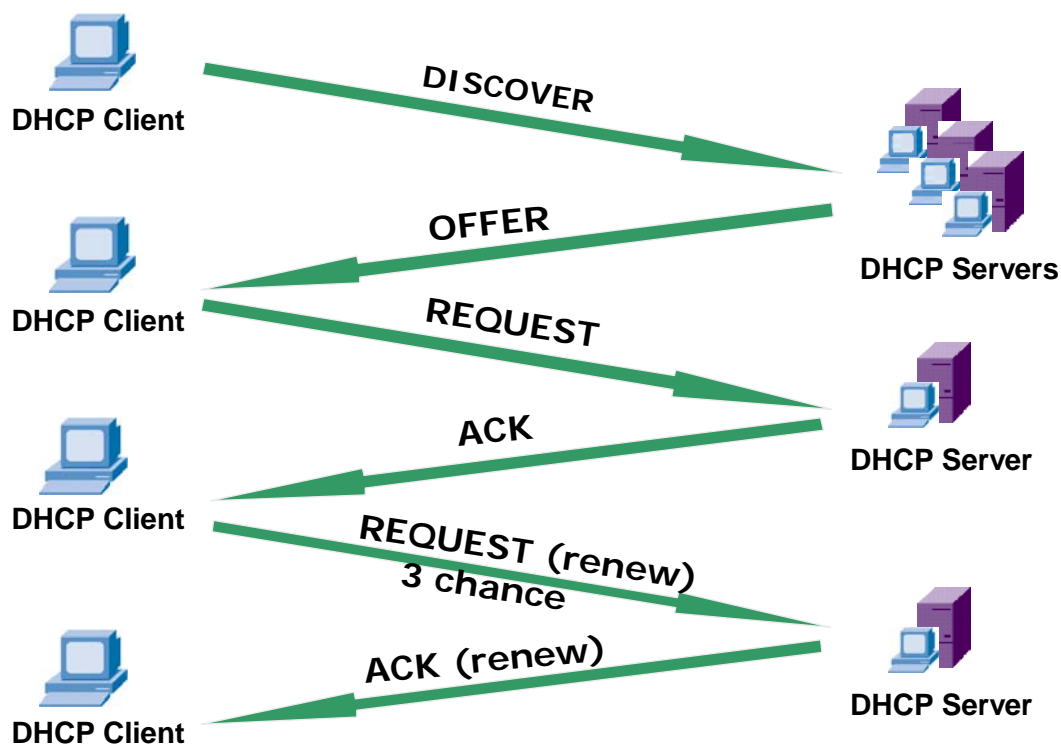 DISCOVER
DHCP Client
OFFER
DHCP Servers
DHCP Client
REQUEST
ACK
DHCP Server
DHCP Client
REQUEST (renew)
3 chance
ACK (renew)
DHCP Server
DHCP Client